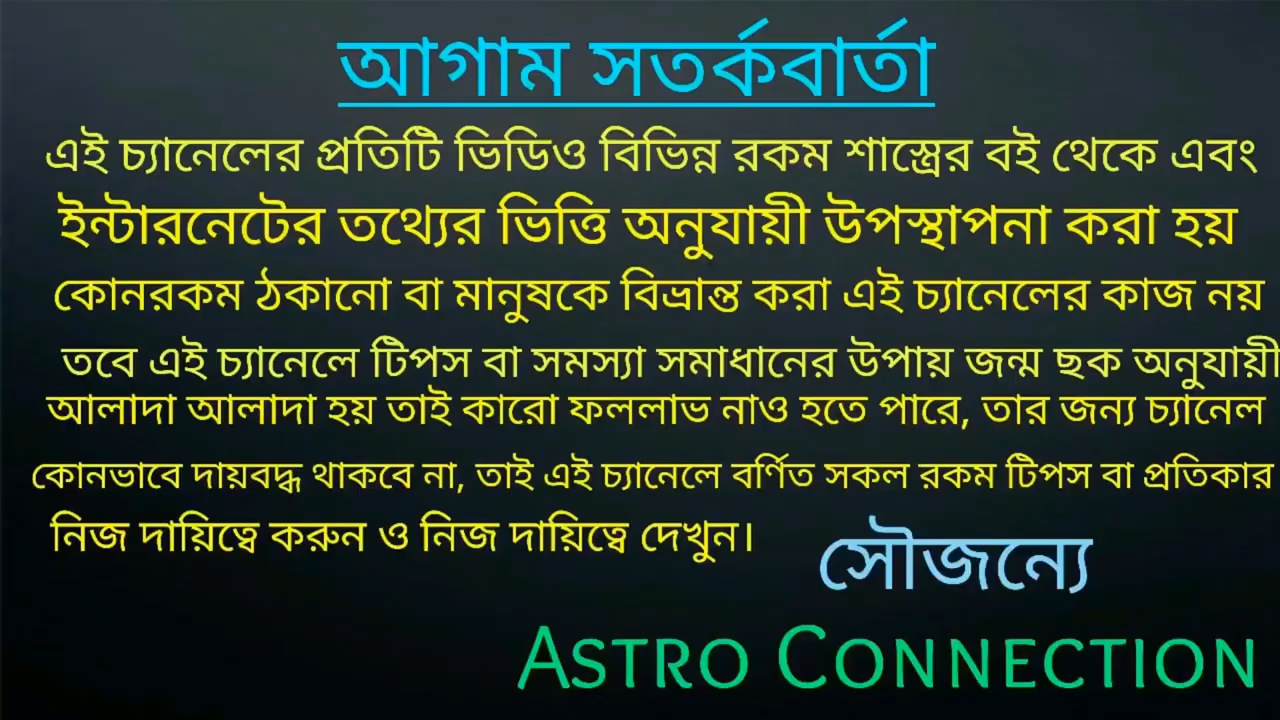 আগাম সতর্কবার্তা
এই চ্যানেলের প্রতিটি ভিডিও বিভিন্ন রকম শাস্ত্রের বই থেকে এবং
ইন্টারনেটের তথ্যের ভিত্তি অনুযায়ী উপস্থাপনা করা হয়
কোনরকম ঠকানো বা মানুষকে বিভ্রান্ত করা এই চ্যানেলের কাজ নয়
তবে এই চ্যানেলে টিপস বা সমস্যা সমাধানের উপায় জন্ম ছক অনুযায়ী
আলাদা আলাদা হয় তাই কারো ফললাভ নাও হতে পারে, তার জন্য চ্যানেল
কোনভাবে দায়বদ্ধ থাকবে না, তাই এই চ্যানেলে বর্ণিত সকল রকম টিপস বা প্রতিকার
নিজ দায়িত্বে করুন ও নিজ দায়িত্বে দেখুন।
সৌজন্যে
ASTRO CONNECTION